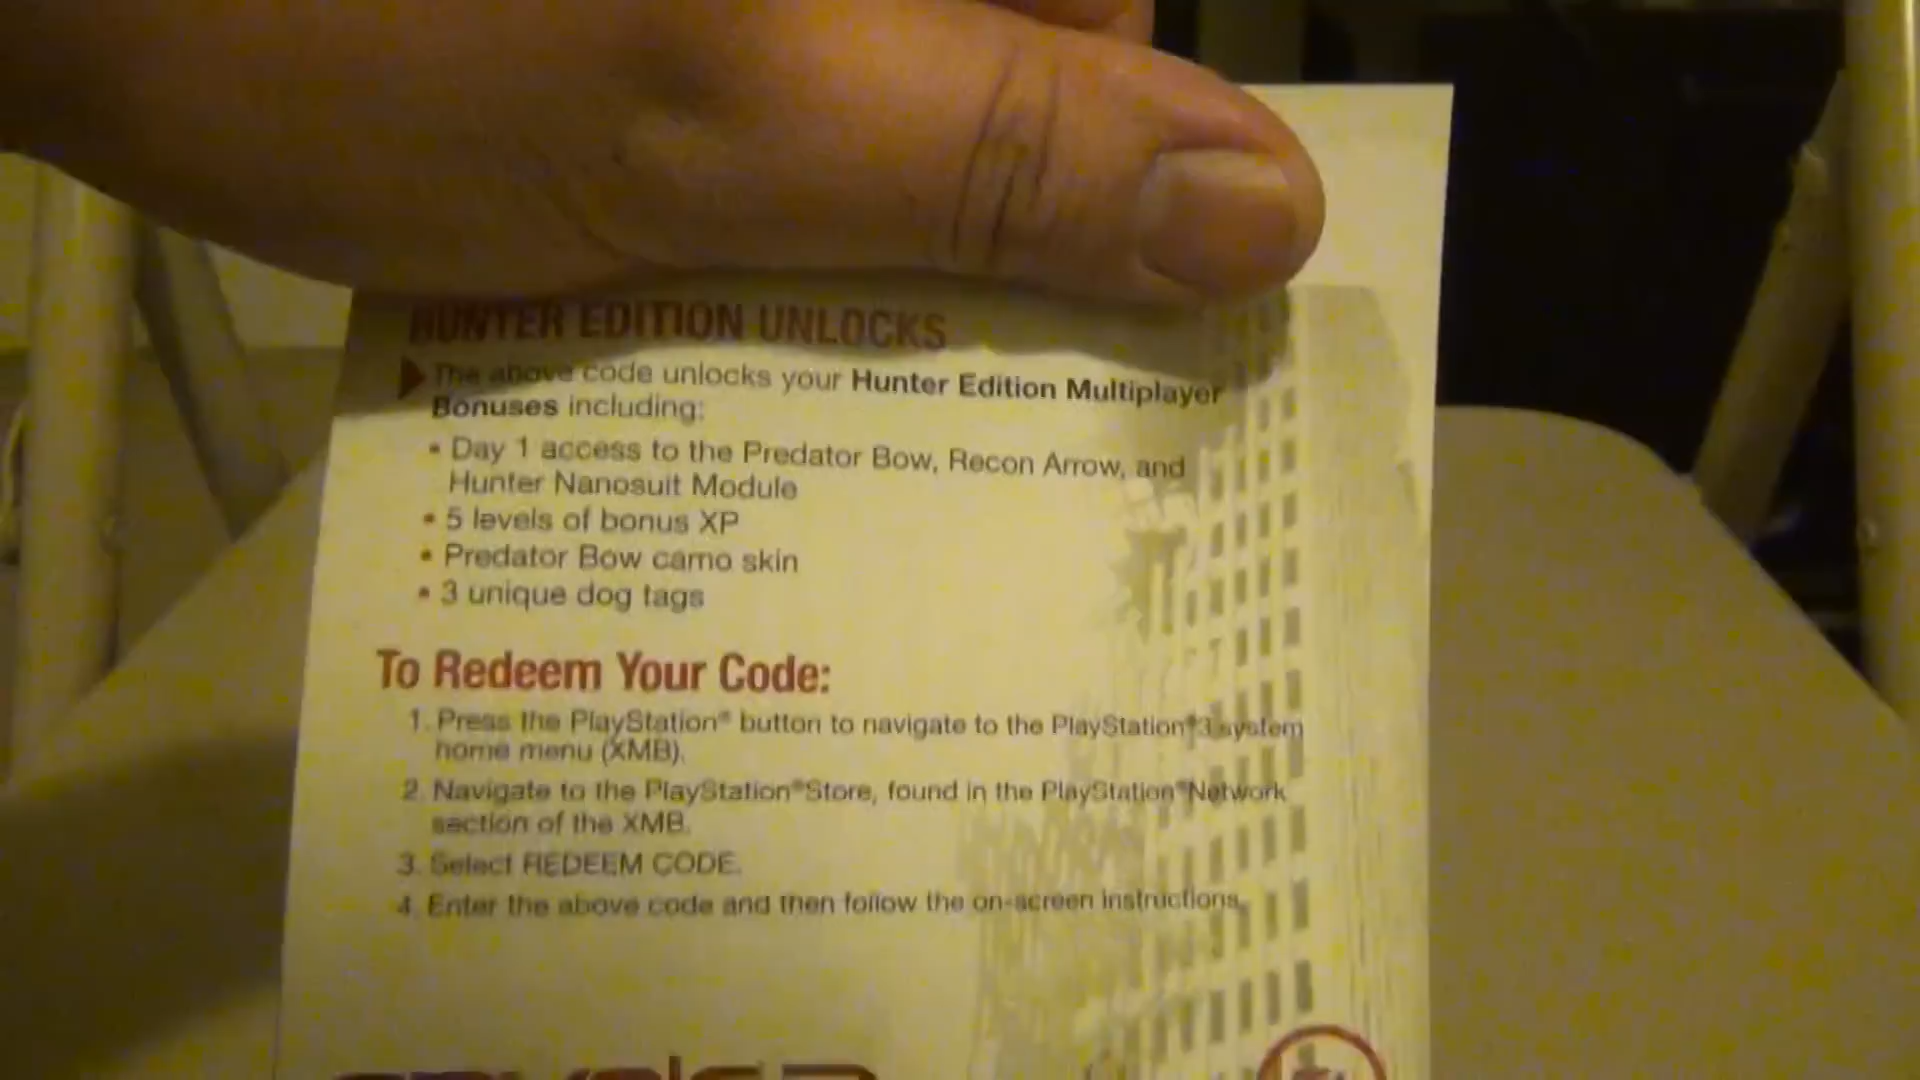 HUNTER EDITION UNLOCKS
The above code unlocks your Hunter Edition Multiplayer
Bonuses including:
• Day 1 access to the Predator Bow, Recon Arrow, and
Hunter Nanosuit Module
• 5 levels of bonus XP
• Predator Bow camo skin
• 3 unique dog tags
To Redeem Your Code:
1. Press the PlayStation® button to navigate to the PlayStation®3 system
home menu (XMB).
2. Navigate to the PlayStation®Store, found in the PlayStation®Network
section of the XMB.
3. Select REDEEM CODE.
4. Enter the above code and then follow the on-screen instructions.